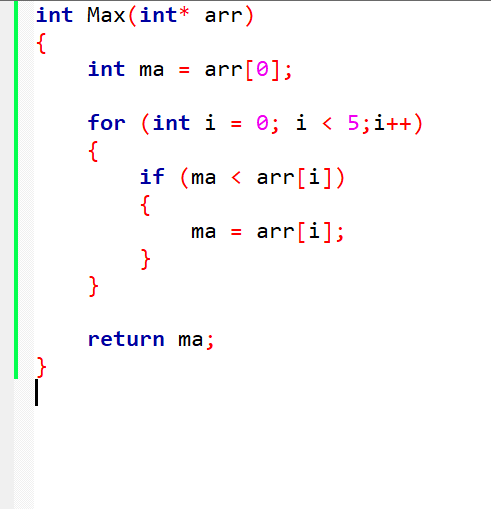 int Max(int* arr)
{
    int ma = arr[0];
    for (int i = 0; i < 5;i++)
    {
        if (ma < arr[i])
        {
            ma = arr[i];
        }
    }
    return ma;
}